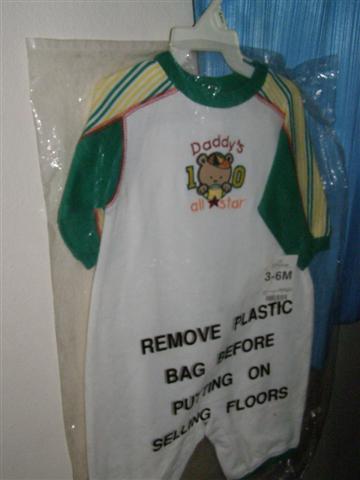 Daddy's
10
all star
3-6M
REMOVE PLASTIC
BAG BEFORE
PUTTING ON
SELLING FLOORS